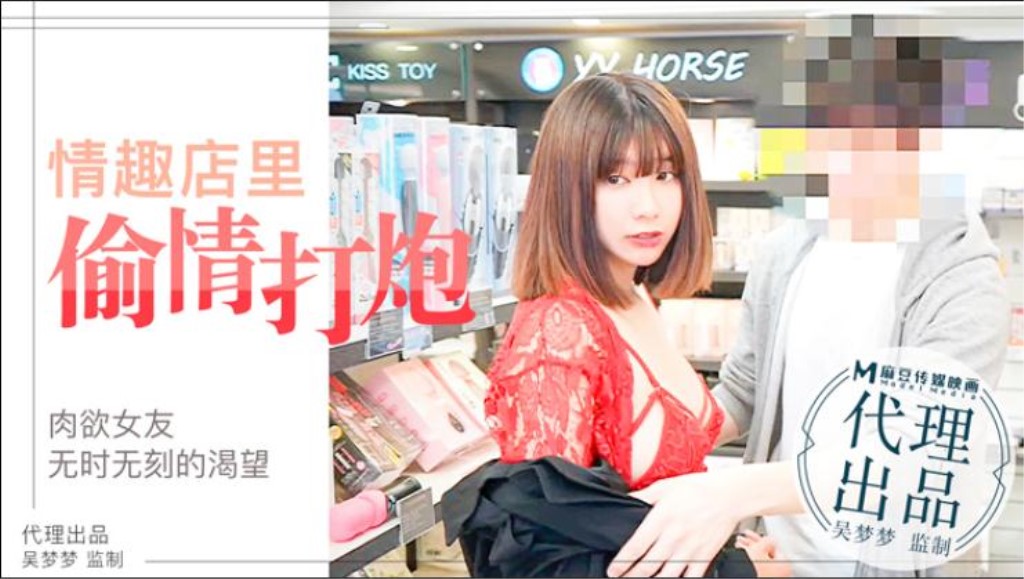 情趣店里
偷情打炮
肉欲女友
无时无刻的渴望
代理出品
吴梦梦 监制
KISS TOY
YY HORSE
麻豆传媒映画
Model Media
代理
出品
吴梦梦 监制